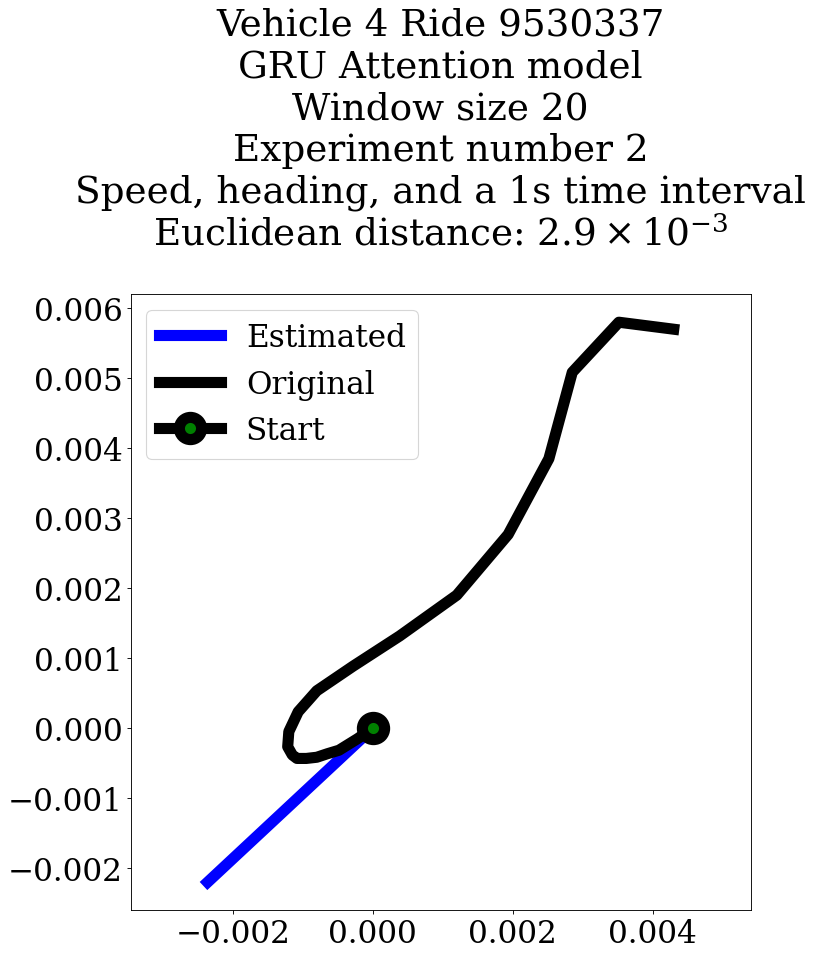 Vehicle 4 Ride 9530337
GRU Attention model
Window size 20
Experiment number 2
Speed, heading, and a 1s time interval
Euclidean distance: 2.9 × 10⁻³
Estimated
Original
Start
0.006
0.005
0.004
0.003
0.002
0.001
0.000
−0.001
−0.002
−0.002 0.000 0.002 0.004